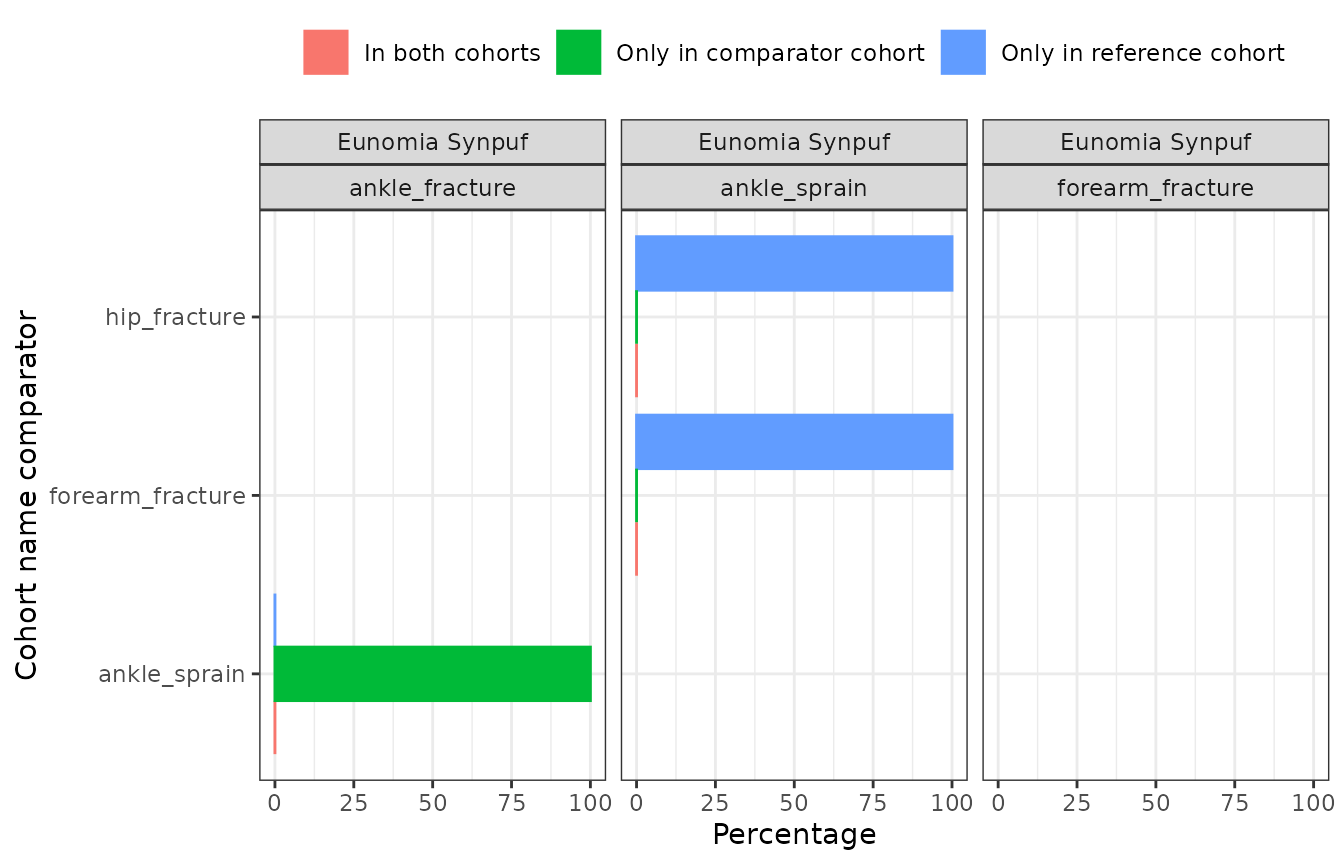 In both cohorts Only in comparator cohort Only in reference cohort
Eunomia Synpuf Eunomia Synpuf Eunomia Synpuf
ankle_fracture ankle_sprain forearm_fracture
Cohort name comparator
hip_fracture
forearm_fracture
ankle_sprain
0 25 50 75 100 0 25 50 75 100 0 25 50 75 100
Percentage